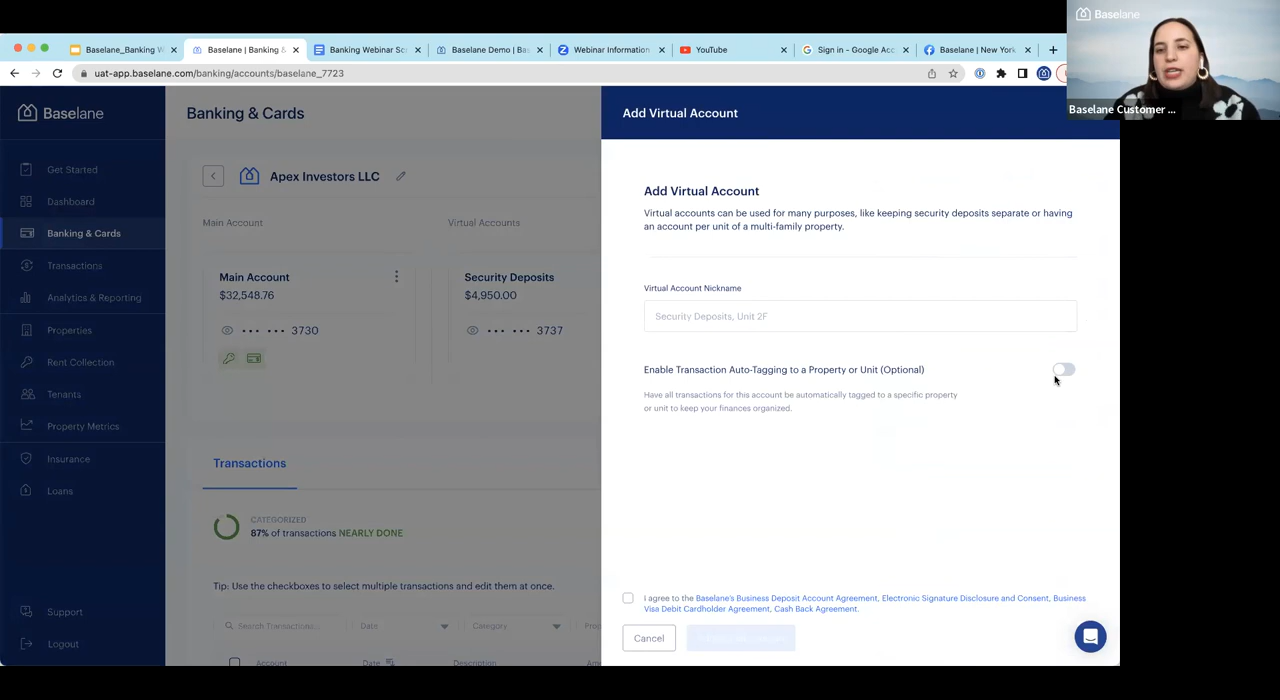 Baselane_Banking W
Baselane | Banking &
Banking Webinar Sc
Baselane Demo | Bas
Webinar Information
YouTube
Sign in - Google Acc
Baselane | New York
uat-app.baselane.com/banking/accounts/baselane_7723
Baselane
Baselane Customer ...
Baselane
Get Started
Dashboard
Banking & Cards
Transactions
Analytics & Reporting
Properties
Rent Collection
Tenants
Property Metrics
Insurance
Loans
Support
Logout
Banking & Cards
Apex Investors LLC
Main Account
Virtual Accounts
Main Account
$32,548.76
3730
Security Deposits
$4,950.00
3737
Transactions
CATEGORIZED
87% of transactions NEARLY DONE
Tip: Use the checkboxes to select multiple transactions and edit them at once.
Search Transactions...
Date
Category
Account
Date
Description
Add Virtual Account
Add Virtual Account
Virtual accounts can be used for many purposes, like keeping security deposits separate or having
an account per unit of a multi-family property.
Virtual Account Nickname
Security Deposits, Unit 2F
Enable Transaction Auto-Tagging to a Property or Unit (Optional)
Have all transactions for this account be automatically tagged to a specific property
or unit to keep your finances organized.
I agree to the Baselane's Business Deposit Account Agreement, Electronic Signature Disclosure and Consent, Business
Visa Debit Cardholder Agreement, Cash Back Agreement.
Cancel